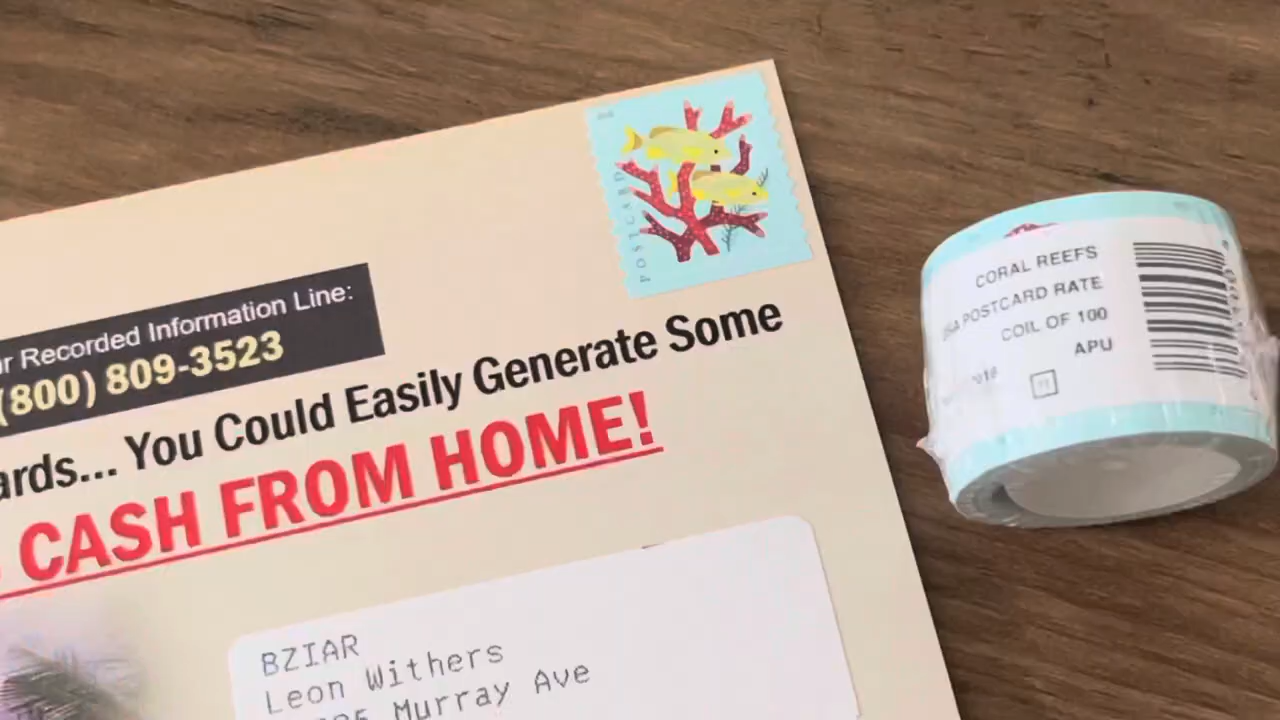 POSTCARD
r Recorded Information Line:
(800) 809-3523
ards... You Could Easily Generate Some
CASH FROM HOME!
BZIAR
Leon Withers
Murray Ave
CORAL REEFS
USA POSTCARD RATE
COIL OF 100
APU